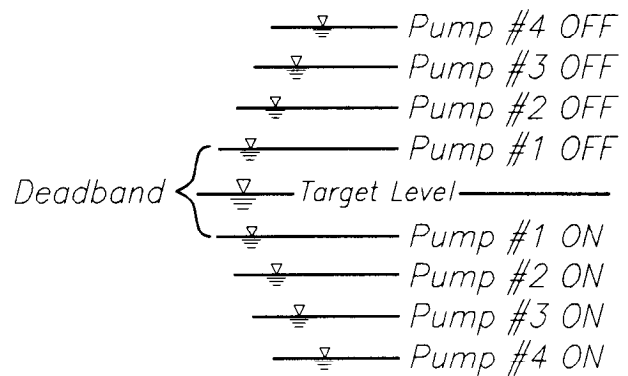 Pump #4 OFF
Pump #3 OFF
Pump #2 OFF
Pump #1 OFF
Deadband Target Level
Pump #1 ON
Pump #2 ON
Pump #3 ON
Pump #4 ON